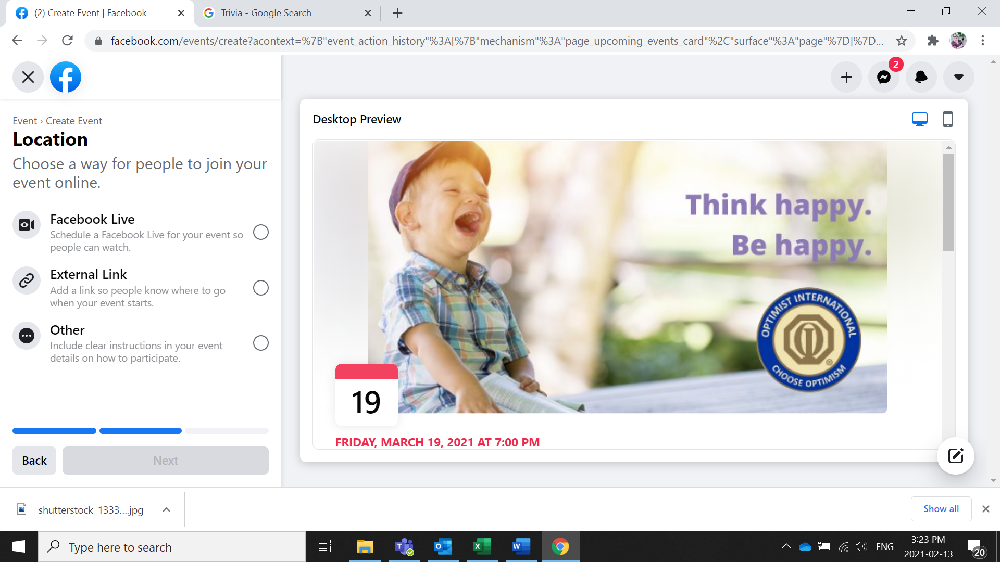 (2) Create Event | Facebook
Trivia - Google Search
facebook.com/events/create?acontext=%7B"event_action_history"%3A[%7B"mechanism"%3A"page_upcoming_events_card"%2C"surface"%3A"page"%7D]%7D...
2
Event › Create Event
Location
Choose a way for people to join your
event online.
Facebook Live
Schedule a Facebook Live for your event so
people can watch.
External Link
Add a link so people know where to go
when your event starts.
Other
Include clear instructions in your event
details on how to participate.
Back
Next
Desktop Preview
Think happy.
Be happy.
OPTIMIST INTERNATIONAL
®
CHOOSE OPTIMISM
19
FRIDAY, MARCH 19, 2021 AT 7:00 PM
shutterstock_1333....jpg
Show all
Type here to search
ENG
3:23 PM
2021-02-13
20